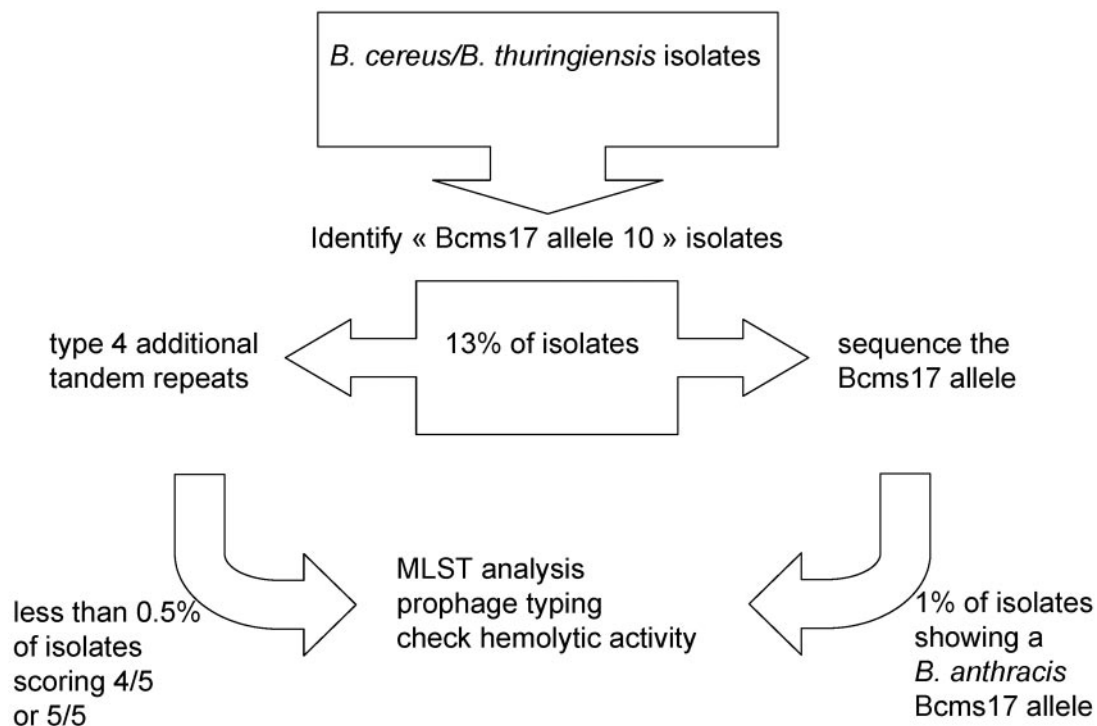 B. cereus/B. thuringiensis isolates
Identify « Bcms17 allele 10 » isolates
type 4 additional
tandem repeats
13% of isolates
sequence the
Bcms17 allele
less than 0.5%
of isolates
scoring 4/5
or 5/5
MLST analysis
prophage typing
check hemolytic activity
1% of isolates
showing a
B. anthracis
Bcms17 allele